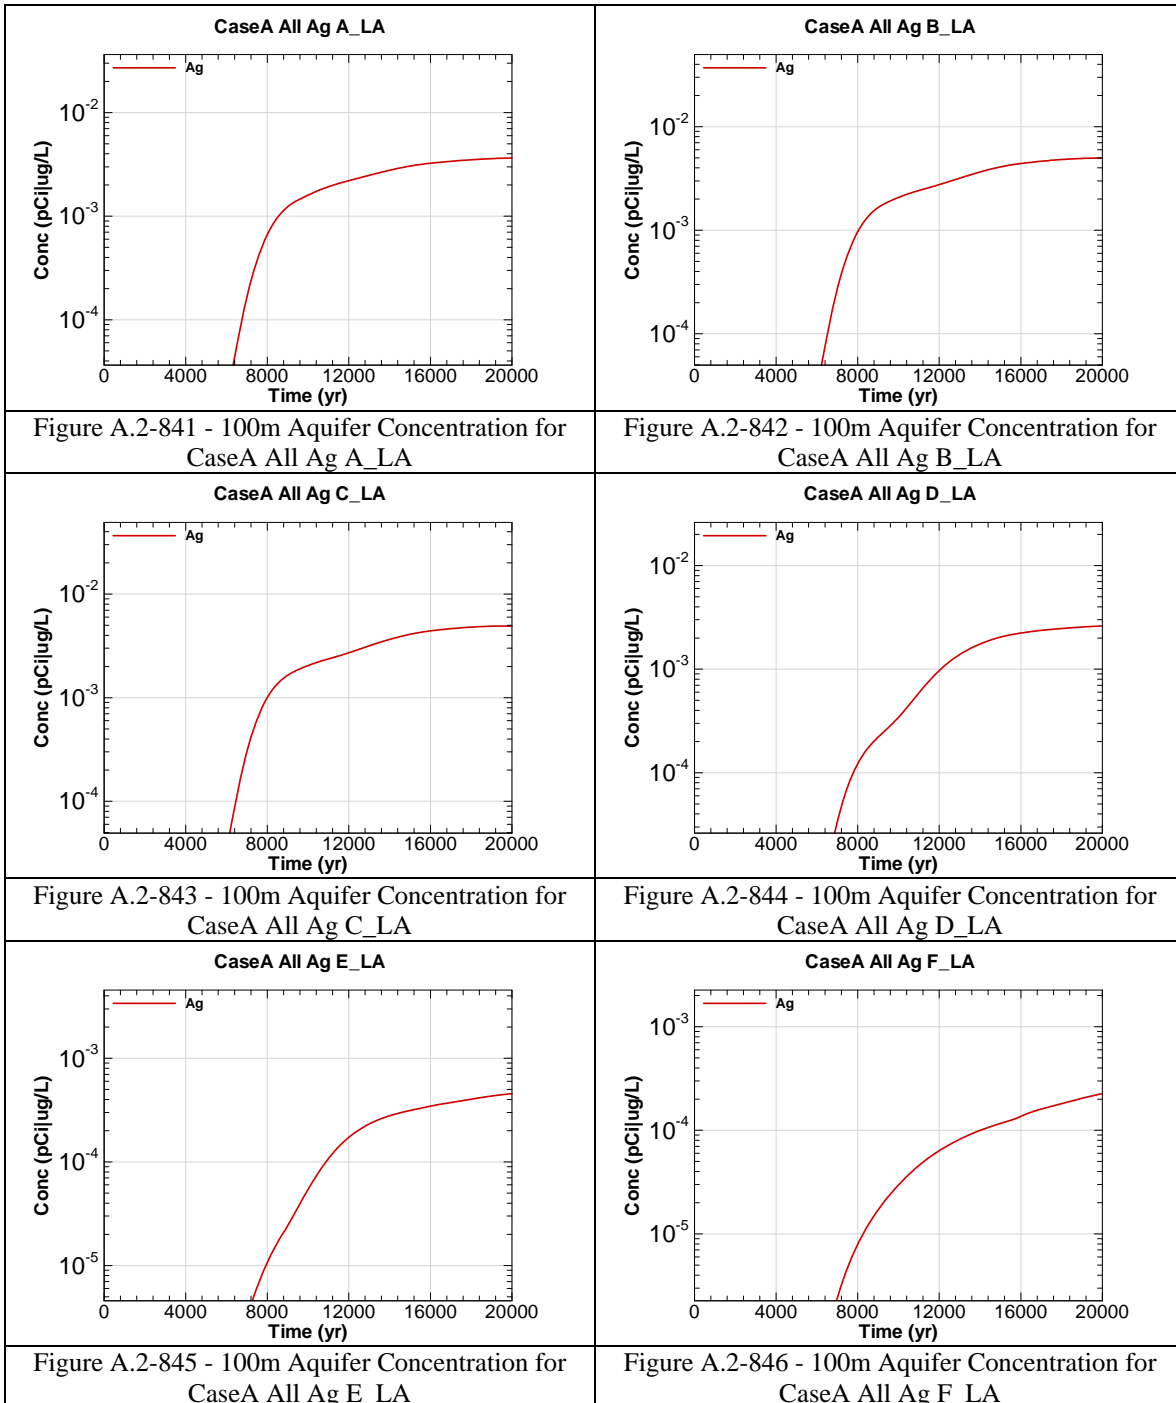 CaseA All Ag A_LA
Ag
10-2
10-3
10-4
Conc (pCi|ug/L)
0 4000 8000 12000 16000 20000
Time (yr)
Figure A.2-841 - 100m Aquifer Concentration for
CaseA All Ag A_LA
CaseA All Ag B_LA
Ag
10-2
10-3
10-4
Conc (pCi|ug/L)
0 4000 8000 12000 16000 20000
Time (yr)
Figure A.2-842 - 100m Aquifer Concentration for
CaseA All Ag B_LA
CaseA All Ag C_LA
Ag
10-2
10-3
10-4
Conc (pCi|ug/L)
0 4000 8000 12000 16000 20000
Time (yr)
Figure A.2-843 - 100m Aquifer Concentration for
CaseA All Ag C_LA
CaseA All Ag D_LA
Ag
10-2
10-3
10-4
Conc (pCi|ug/L)
0 4000 8000 12000 16000 20000
Time (yr)
Figure A.2-844 - 100m Aquifer Concentration for
CaseA All Ag D_LA
CaseA All Ag E_LA
Ag
10-3
10-4
10-5
Conc (pCi|ug/L)
0 4000 8000 12000 16000 20000
Time (yr)
Figure A.2-845 - 100m Aquifer Concentration for
CaseA All Ag E_LA
CaseA All Ag F_LA
Ag
10-3
10-4
10-5
Conc (pCi|ug/L)
0 4000 8000 12000 16000 20000
Time (yr)
Figure A.2-846 - 100m Aquifer Concentration for
CaseA All Ag F_LA